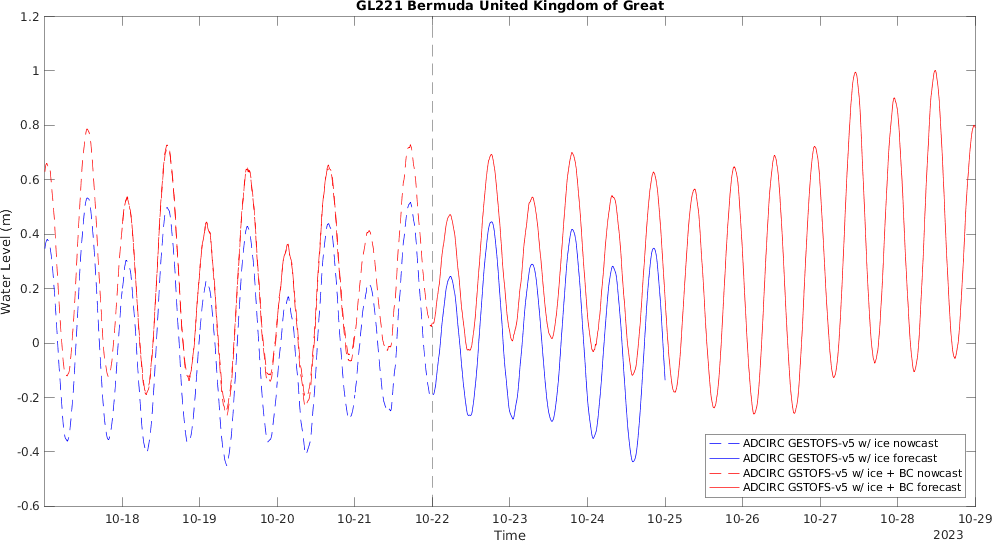 GL221 Bermuda United Kingdom of Great
1.2
1
0.8
0.6
0.4
0.2
0
-0.2
-0.4
-0.6
Water Level (m)
ADCIRC GESTOFS-v5 w/ ice nowcast
ADCIRC GESTOFS-v5 w/ ice forecast
ADCIRC GSTOFS-v5 w/ ice + BC nowcast
ADCIRC GSTOFS-v5 w/ ice + BC forecast
10-18 10-19 10-20 10-21 10-22 10-23 10-24 10-25 10-26 10-27 10-28 10-29
Time
2023